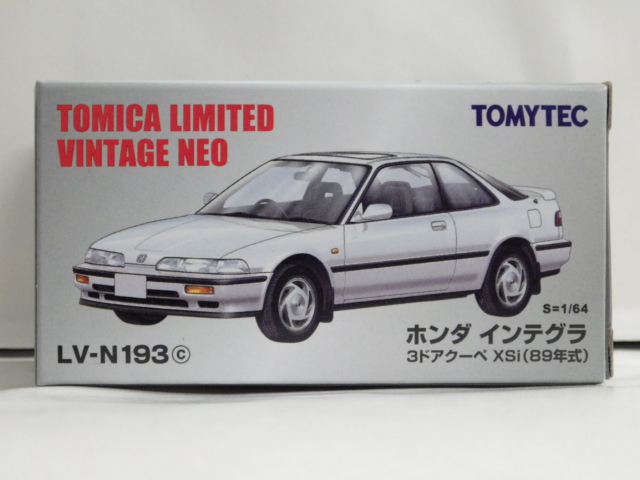 TOMICA LIMITED
VINTAGE NEO
TOMYTEC
S=1/64
LV-N193ⓒ
ホンダ インテグラ
3ドアクーペ XSi(89年式)